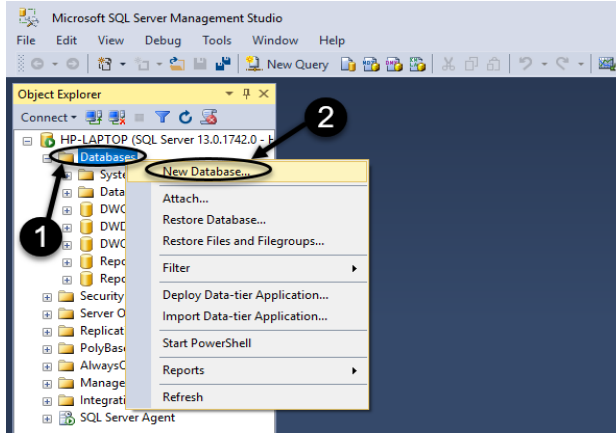 Microsoft SQL Server Management Studio
File Edit View Debug Tools Window Help
New Query
Object Explorer
Connect
2
HP-LAPTOP (SQL Server 13.0.1742.0 -
Databases
New Database...
1
Attach...
Restore Database...
Restore Files and Filegroups...
Filter
Deploy Data-tier Application...
Import Data-tier Application...
Start PowerShell
Reports
Refresh
Syste
Data
DWC
DWD
DWC
Repo
Repo
Security
Server O
Replicat
PolyBas
AlwaysO
Manage
Integrati
SQL Server Agent